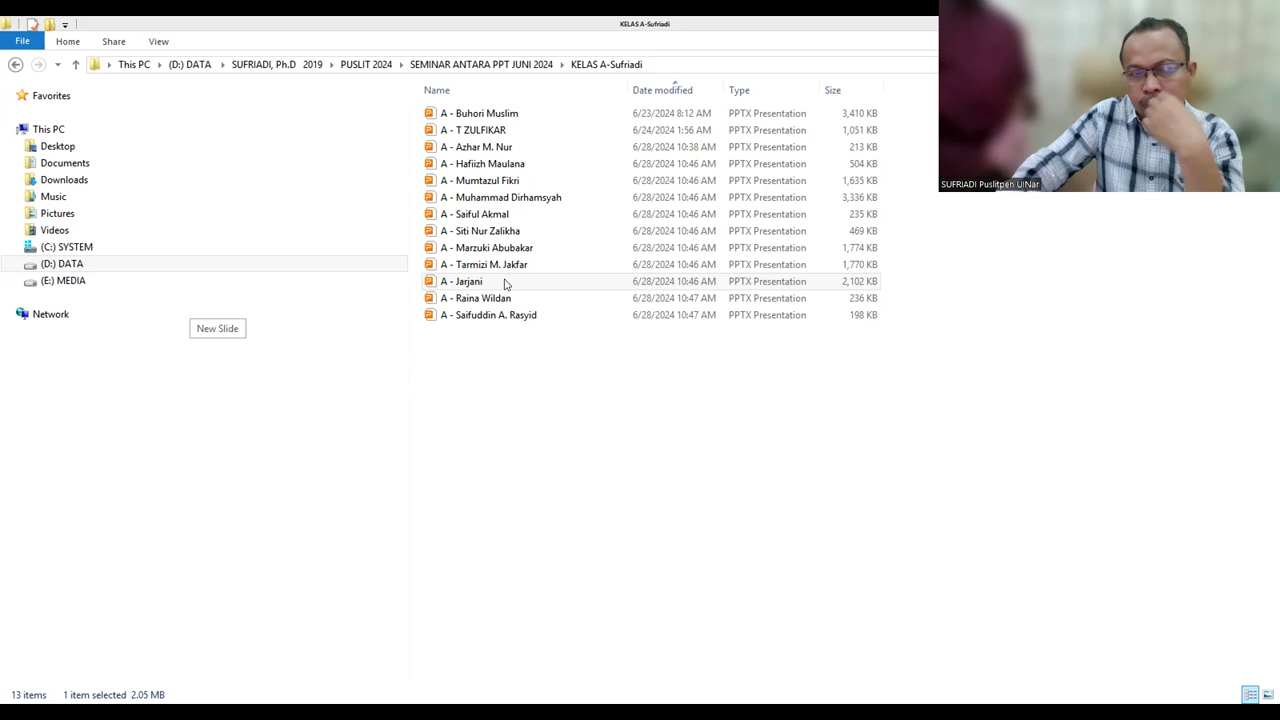 KELAS A-Sufriadi
File Home Share View
This PC (D:) DATA SUFRIADI, Ph.D 2019 PUSLIT 2024 SEMINAR ANTARA PPT JUNI 2024 KELAS A-Sufriadi
Name Date modified Type Size
Favorites
This PC
Desktop
Documents
Downloads
Music
Pictures
Videos
(C:) SYSTEM
(D:) DATA
(E:) MEDIA
Network
New Slide
A - Buhori Muslim 6/23/2024 8:12 AM PPTX Presentation 3,410 KB
A - T ZULFIKAR 6/24/2024 1:56 AM PPTX Presentation 1,051 KB
A - Azhar M. Nur 6/28/2024 10:38 AM PPTX Presentation 213 KB
A - Hafiizh Maulana 6/28/2024 10:46 AM PPTX Presentation 504 KB
A - Mumtazul Fikri 6/28/2024 10:46 AM PPTX Presentation 1,635 KB
A - Muhammad Dirhamsyah 6/28/2024 10:46 AM PPTX Presentation 3,336 KB
A - Saiful Akmal 6/28/2024 10:46 AM PPTX Presentation 235 KB
A - Siti Nur Zalikha 6/28/2024 10:46 AM PPTX Presentation 469 KB
A - Marzuki Abubakar 6/28/2024 10:46 AM PPTX Presentation 1,774 KB
A - Tarmizi M. Jakfar 6/28/2024 10:46 AM PPTX Presentation 1,770 KB
A - Jarjani 6/28/2024 10:46 AM PPTX Presentation 2,102 KB
A - Raina Wildan 6/28/2024 10:47 AM PPTX Presentation 236 KB
A - Saifuddin A. Rasyid 6/28/2024 10:47 AM PPTX Presentation 198 KB
SUFRIADI Puslitpen UINar
13 items 1 item selected 2.05 MB